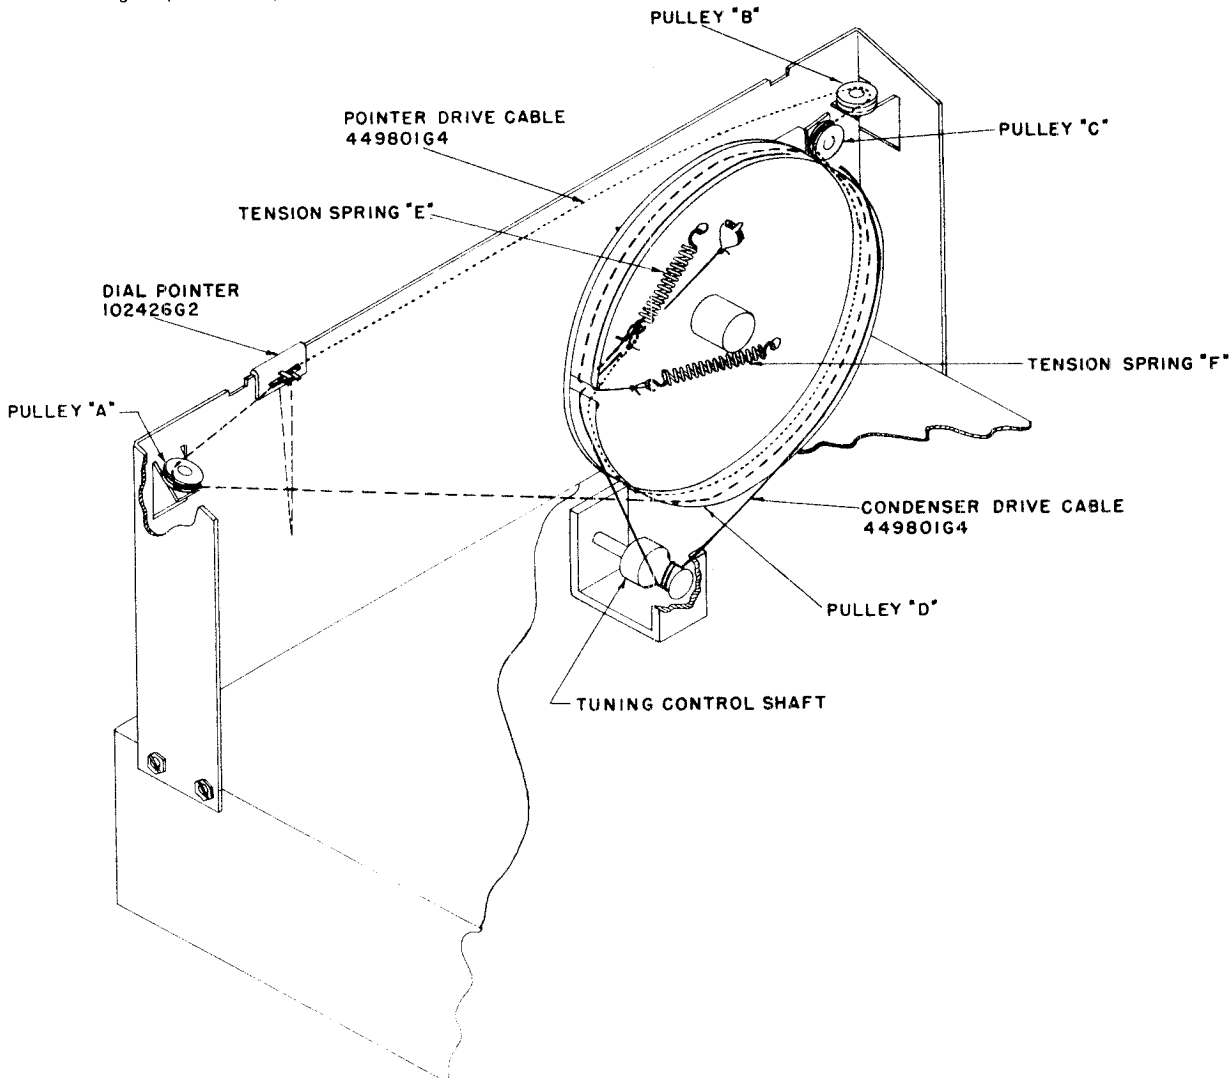 PULLEY "B"
POINTER DRIVE CABLE
449801G4
PULLEY "C"
TENSION SPRING "E"
DIAL POINTER
102426G2
TENSION SPRING "F"
PULLEY "A"
CONDENSER DRIVE CABLE
449801G4
PULLEY "D"
TUNING CONTROL SHAFT